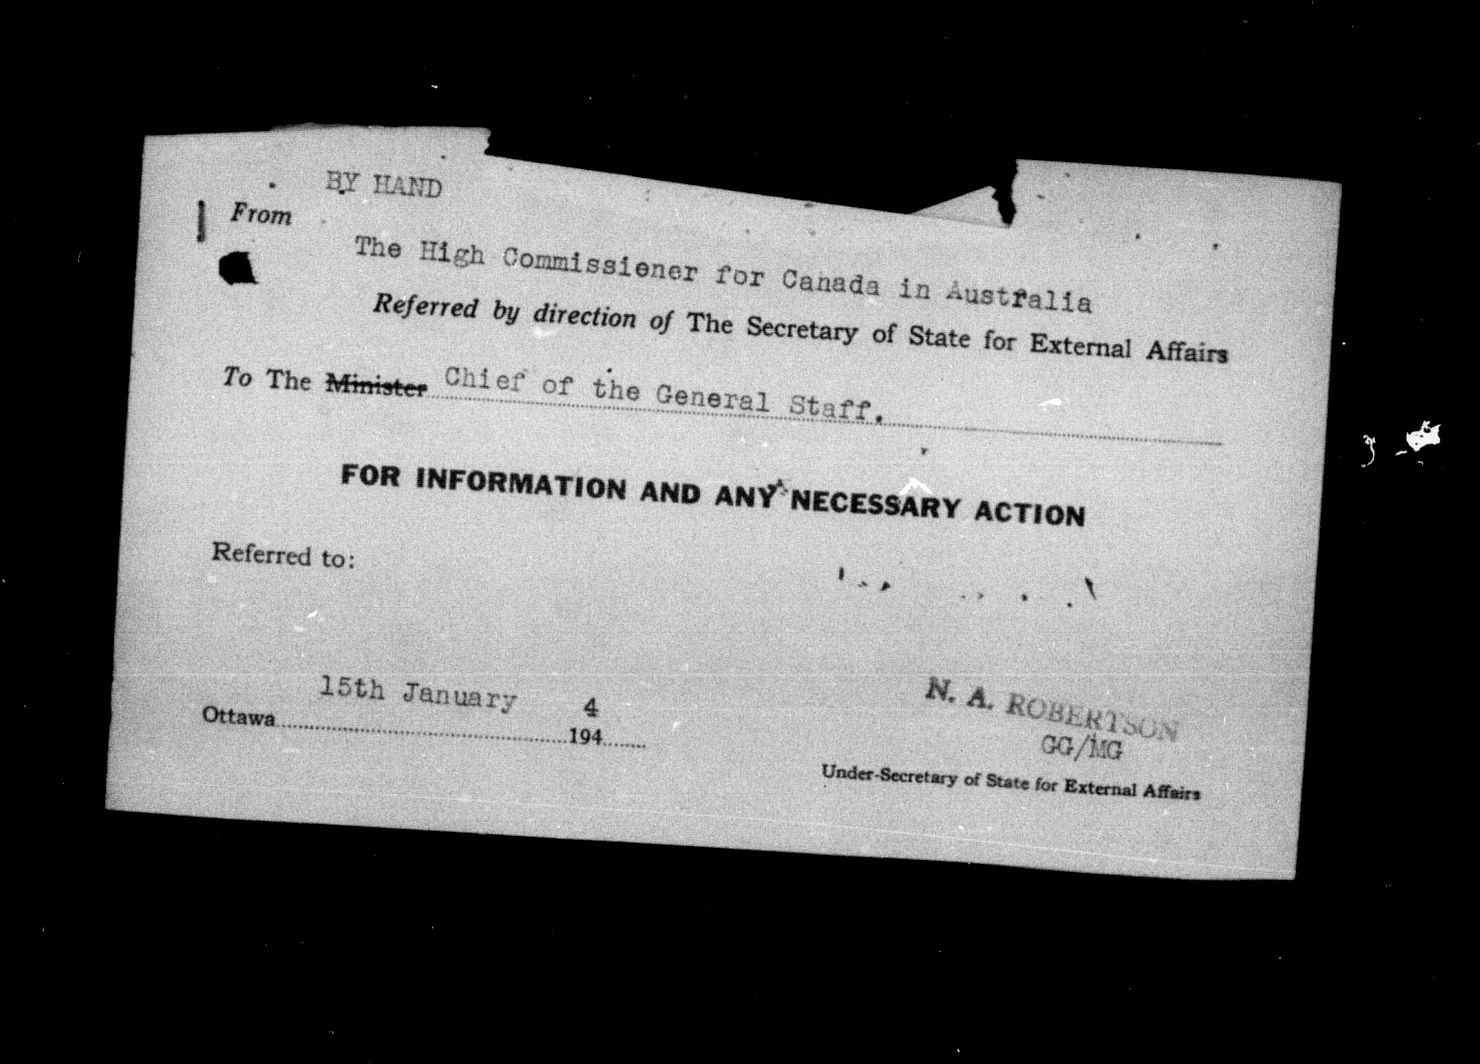 BY HAND
From
The High Commissioner for Canada in Australia
Referred by direction of The Secretary of State for External Affairs
To The Minister Chief of the General Staff.
FOR INFORMATION AND ANY NECESSARY ACTION
Referred to:
15th January 4
Ottawa 194
N. A. ROBERTSON
GG/MG
Under-Secretary of State for External Affairs